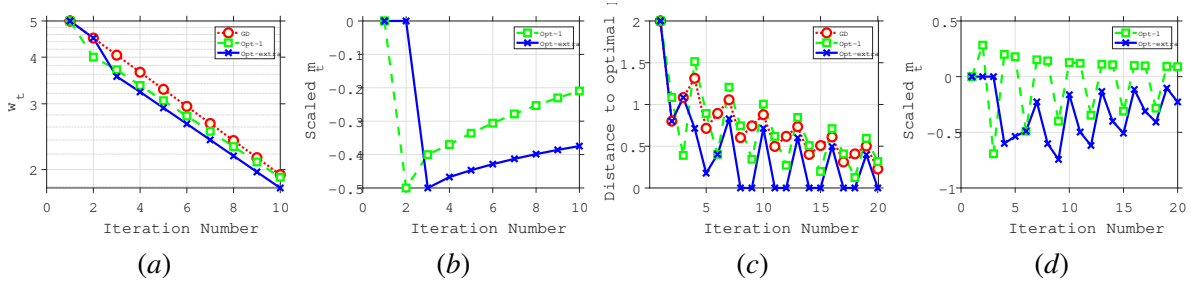 5
4
3
2
0
2
4
6
8
10
w_t
Iteration Number
GD
Opt-1
Opt-extra
(a)
0
-0.1
-0.2
-0.3
-0.4
-0.5
0
2
4
6
8
10
Scaled m_t
Iteration Number
Opt-1
Opt-extra
(b)
2
1.5
1
0.5
0
5
10
15
20
Distance to optimal
Iteration Number
GD
Opt-1
Opt-extra
(c)
0.5
0
-0.5
-1
0
5
10
15
20
Scaled m_t
Iteration Number
Opt-1
Opt-extra
(d)